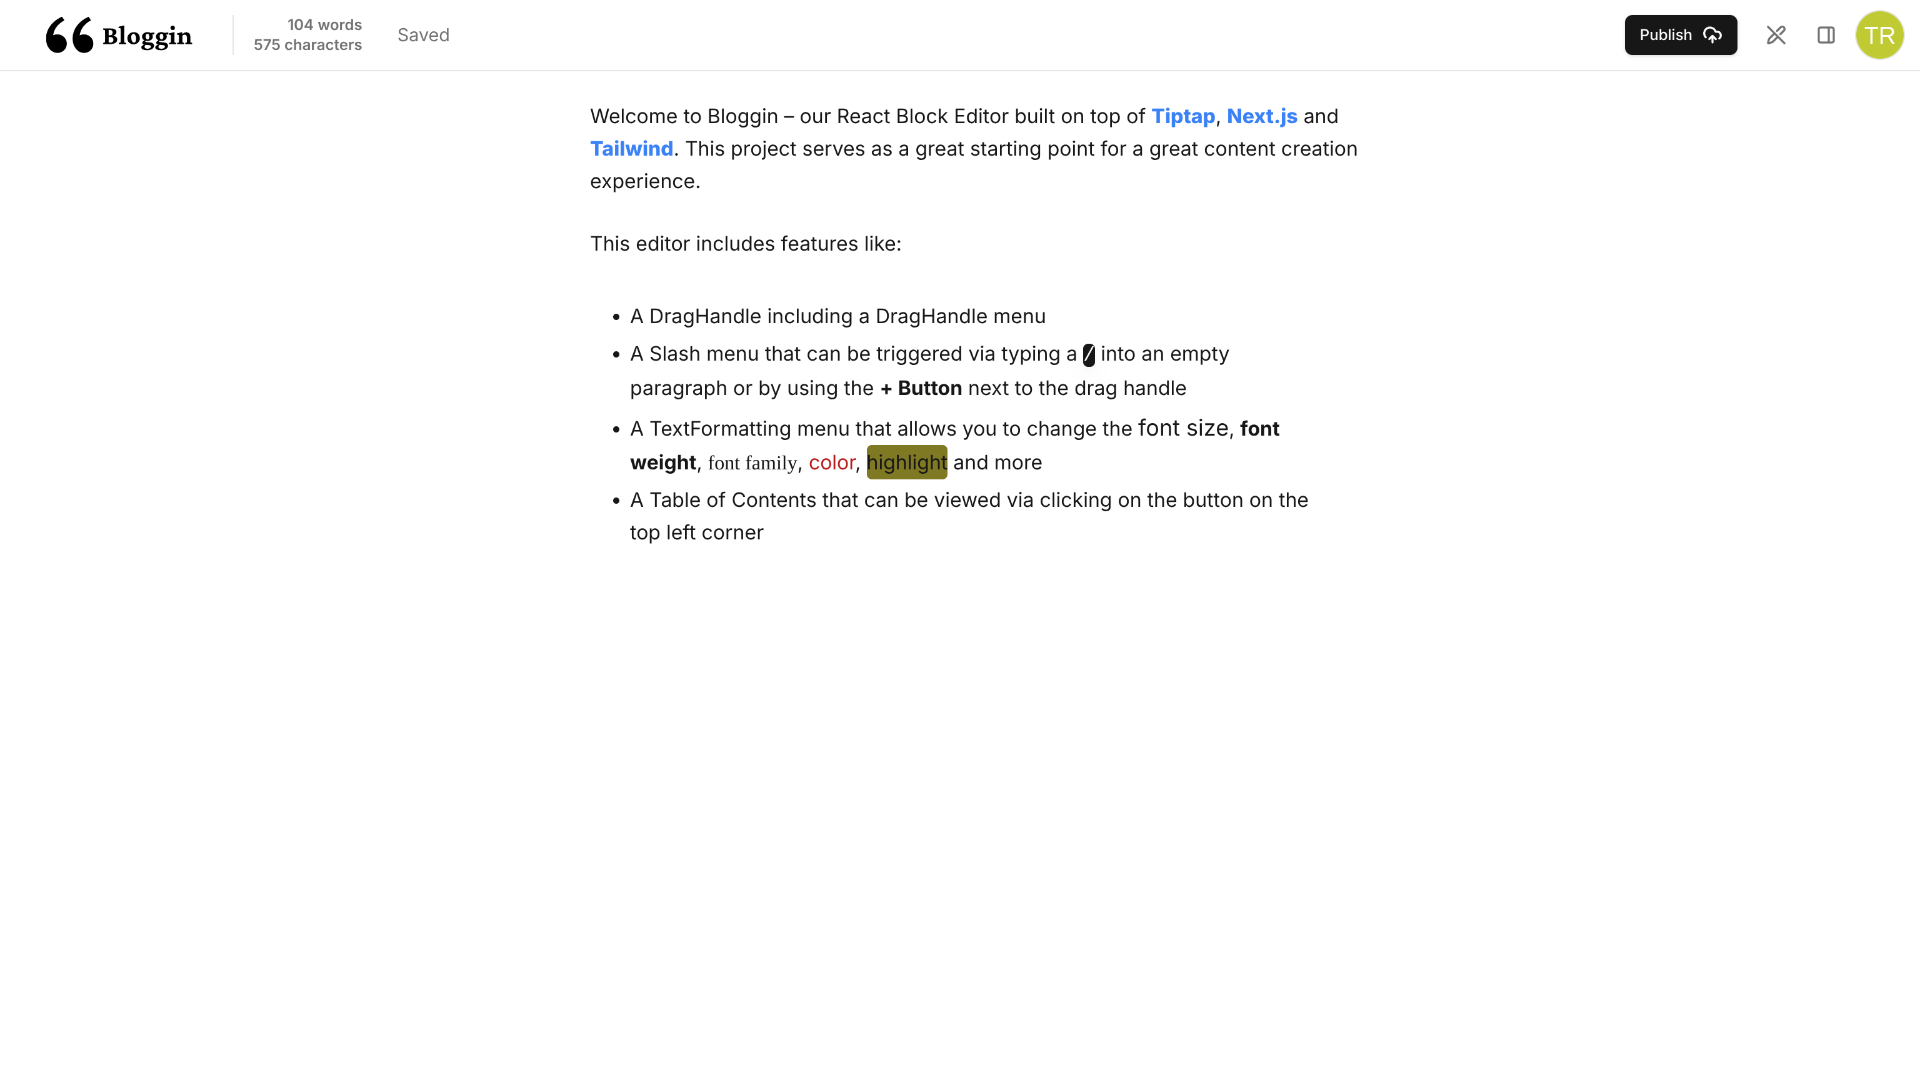 Bloggin
104 words
575 characters
Saved
Publish
TR
Welcome to Bloggin – our React Block Editor built on top of Tiptap, Next.js and
Tailwind. This project serves as a great starting point for a great content creation
experience.
This editor includes features like:
• A DragHandle including a DragHandle menu
• A Slash menu that can be triggered via typing a / into an empty
paragraph or by using the + Button next to the drag handle
• A TextFormatting menu that allows you to change the font size, font
weight, font family, color, highlight and more
• A Table of Contents that can be viewed via clicking on the button on the
top left corner